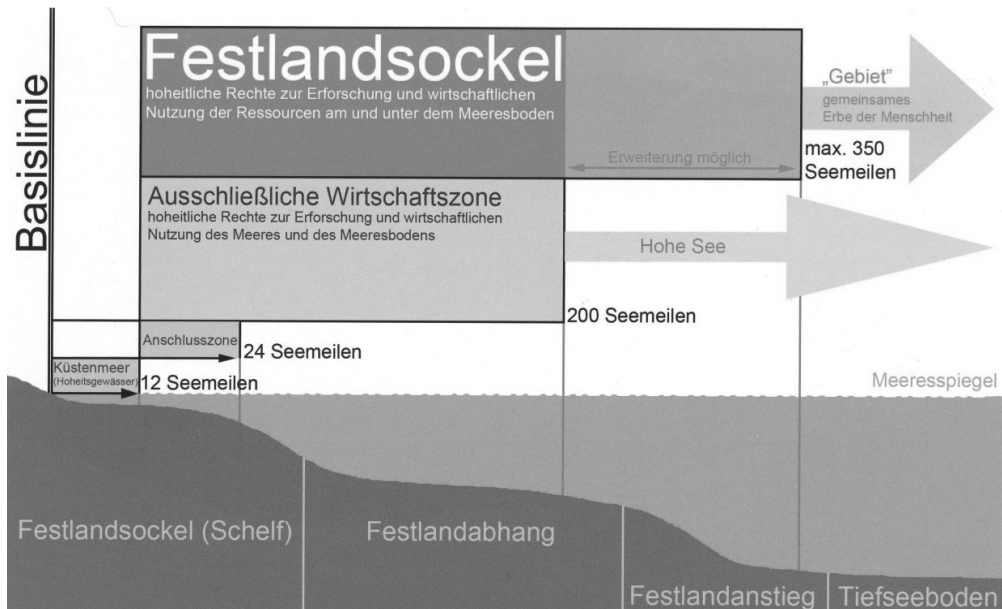 Basislinie
Festlandsockel
hoheitliche Rechte zur Erforschung und wirtschaftlichen
Nutzung der Ressourcen am und unter dem Meeresboden
Erweiterung möglich
„Gebiet“
gemeinsames
Erbe der Menschheit
max. 350
Seemeilen
Ausschließliche Wirtschaftszone
hoheitliche Rechte zur Erforschung und wirtschaftlichen
Nutzung des Meeres und des Meeresbodens
Hohe See
200 Seemeilen
Anschlusszone
24 Seemeilen
Küstenmeer
(Hoheitsgewässer)
12 Seemeilen
Meeresspiegel
Festlandsockel (Schelf)
Festlandabhang
Festlandanstieg
Tiefseeboden